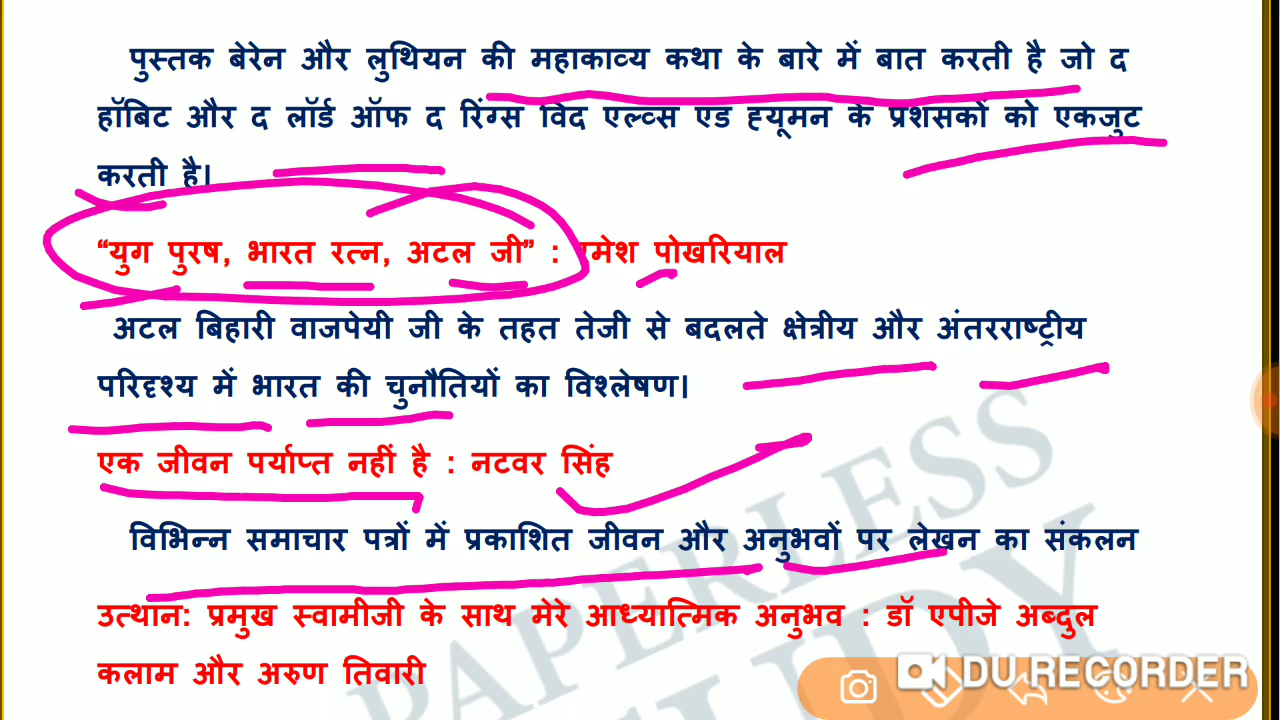 पुस्तक बेरेन और लुथियन की महाकाव्य कथा के बारे में बात करती है जो द
हॉबिट और द लॉर्ड ऑफ द रिंग्स विद एल्व्स एंड ह्यूमन के प्रशंसकों को एकजुट
करती है।
“युग पुरष, भारत रत्न, अटल जी” : रमेश पोखरियाल
अटल बिहारी वाजपेयी जी के तहत तेजी से बदलते क्षेत्रीय और अंतरराष्ट्रीय
परिदृश्य में भारत की चुनौतियों का विश्लेषण|
एक जीवन पर्याप्त नहीं है : नटवर सिंह
विभिन्न समाचार पत्रों में प्रकाशित जीवन और अनुभवों पर लेखन का संकलन
उत्थान: प्रमुख स्वामीजी के साथ मेरे आध्यात्मिक अनुभव : डॉ एपीजे अब्दुल
कलाम और अरुण तिवारी
PAPERLESS
DU RECORDER